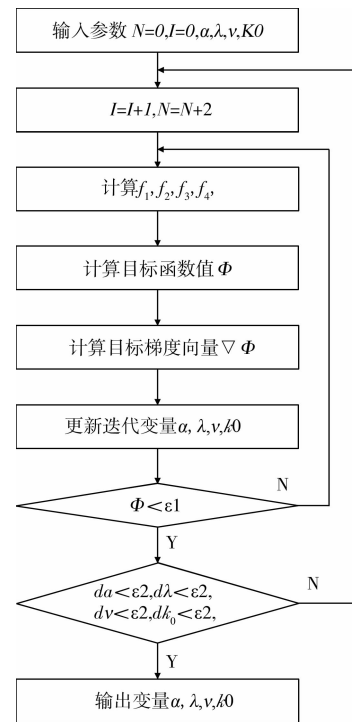 输入参数 N=0,I=0,α,λ,ν,K0
I=I+1,N=N+2
计算f₁,f₂,f₃,f₄,
计算目标函数值 Φ
计算目标梯度向量▽ Φ
更新迭代变量α, λ,ν,k0
Φ<ε1
N
Y
da<ε2,dλ<ε2,
dν<ε2,dk₀<ε2,
N
Y
输出变量α, λ,ν,k0